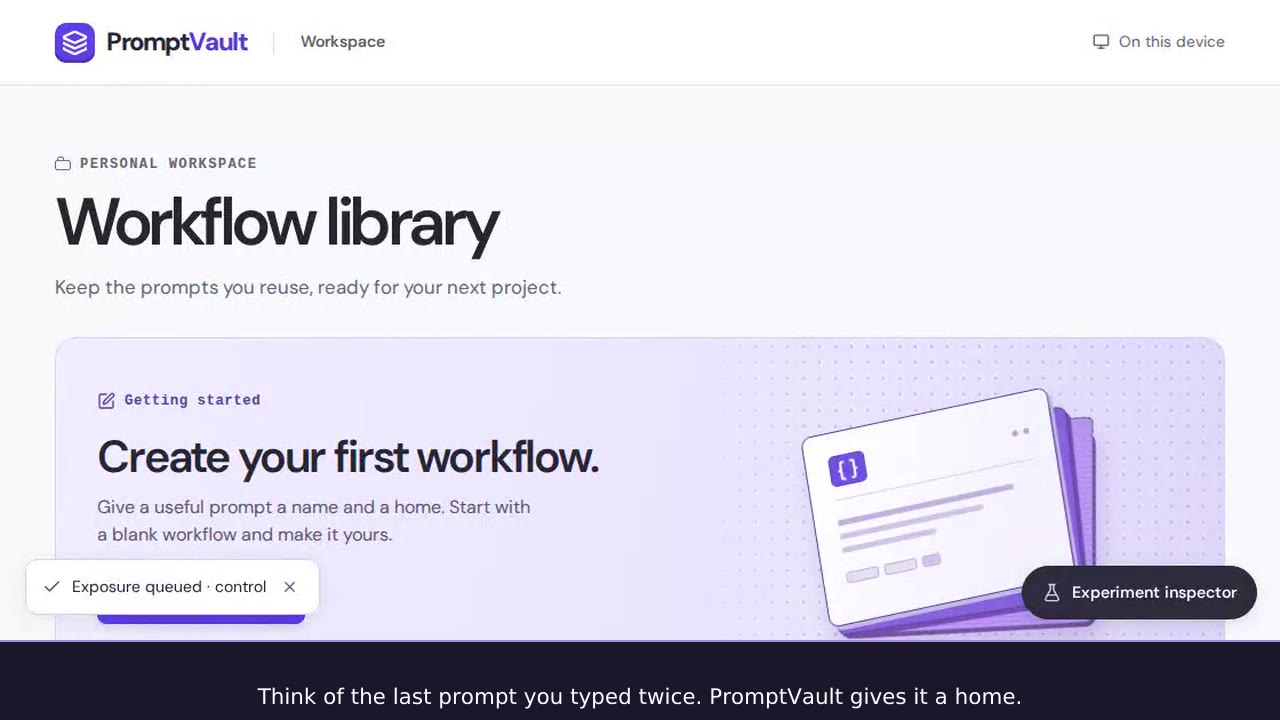 PromptVault
Workspace
On this device
PERSONAL WORKSPACE
Workflow library
Keep the prompts you reuse, ready for your next project.
Getting started
Create your first workflow.
Give a useful prompt a name and a home. Start with
a blank workflow and make it yours.
{}
Exposure queued · control
Experiment inspector
Think of the last prompt you typed twice. PromptVault gives it a home.